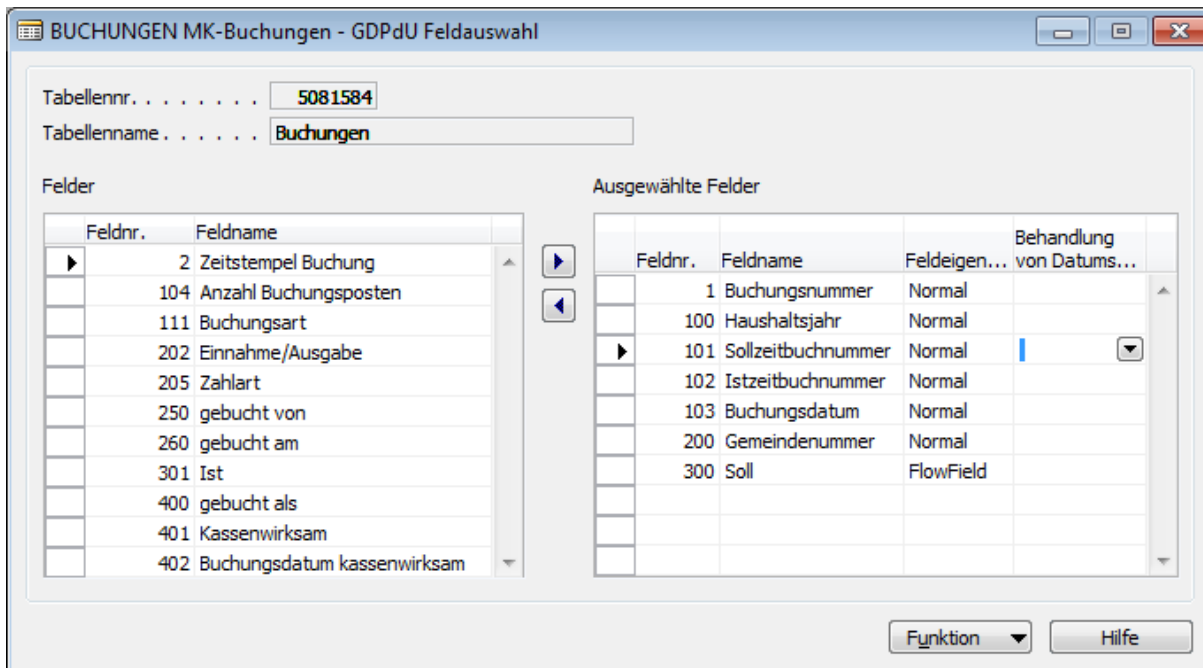 BUCHUNGEN MK-Buchungen - GDPdU Feldauswahl
Tabellennr. . . . . . . . 5081584
Tabellenname . . . . . . Buchungen
Felder
Feldnr. Feldname
2 Zeitstempel Buchung
104 Anzahl Buchungsposten
111 Buchungsart
202 Einnahme/Ausgabe
205 Zahlart
250 gebucht von
260 gebucht am
301 Ist
400 gebucht als
401 Kassenwirksam
402 Buchungsdatum kassenwirksam
Ausgewählte Felder
Behandlung
Feldnr. Feldname Feldeigen... von Datums...
1 Buchungsnummer Normal
100 Haushaltsjahr Normal
101 Sollzeitbuchnummer Normal
102 Istzeitbuchnummer Normal
103 Buchungsdatum Normal
200 Gemeindenummer Normal
300 Soll FlowField
Funktion Hilfe